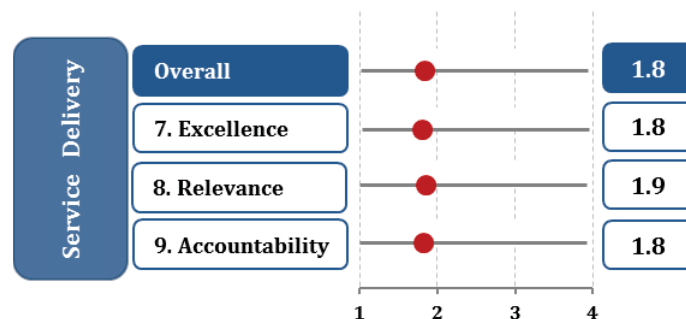 Service Delivery
Overall 1.8
7. Excellence 1.8
8. Relevance 1.9
9. Accountability 1.8
1 2 3 4